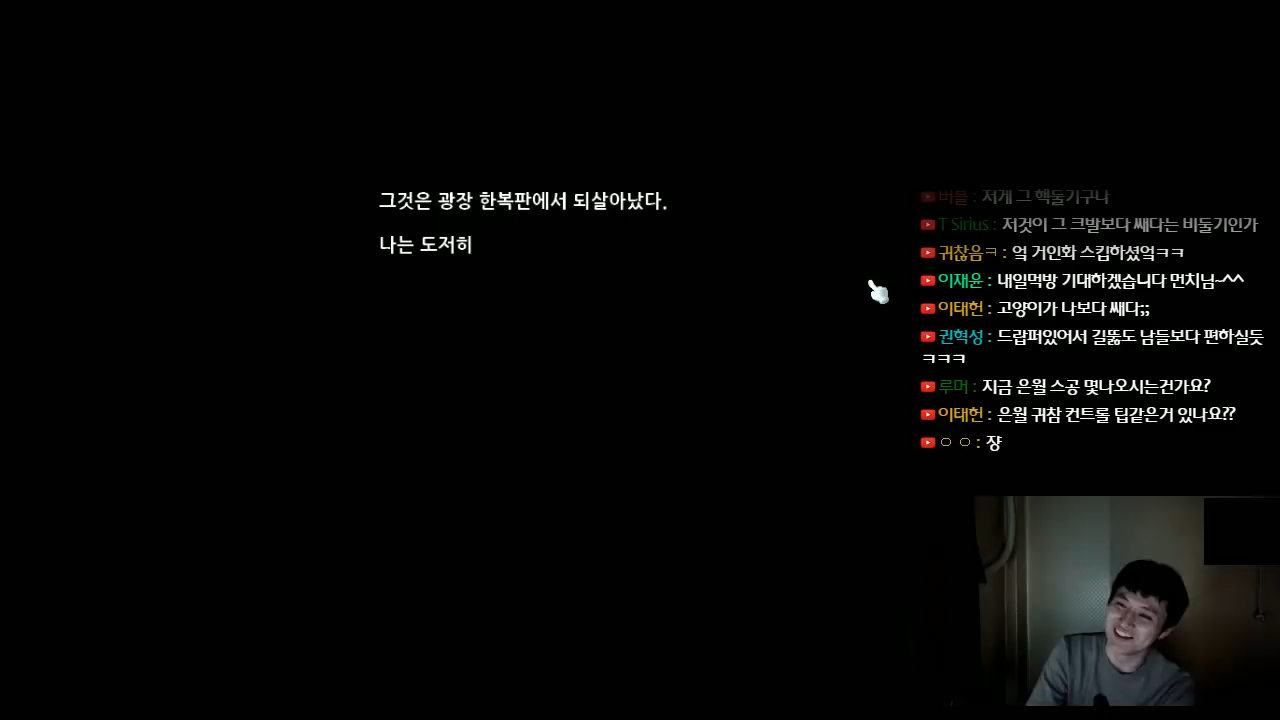 그것은 광장 한복판에서 되살아났다.
나는 도저히
버블 : 저게 그 핵둘기구나
T Sirius : 저것이 그 크발보다 쎄다는 비둘기인가
귀찮음ㅋ : 엌 거인화 스킵하셨엌ㅋㅋ
이재윤 : 내일먹방 기대하겠습니다 먼치님~^^
이태헌 : 고양이가 나보다 쎄다;;
권혁성 : 드랍퍼있어서 길뚫도 남들보다 편하실듯
ㅋㅋㅋ
루머 : 지금 은월 스공 몇나오시는건가요?
이태헌 : 은월 귀참 컨트롤 팁같은거 있나요??
ㅇ ㅇ : 쟝